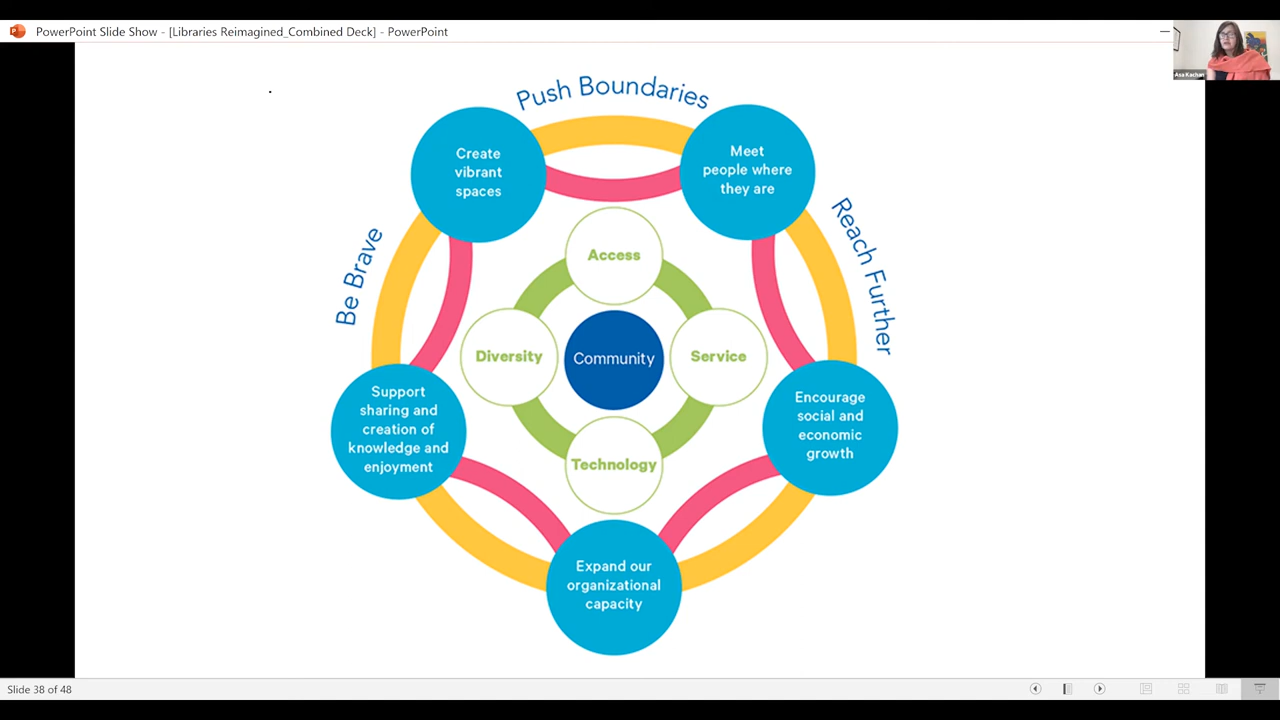 PowerPoint Slide Show - [Libraries Reimagined_Combined Deck] - PowerPoint
Asa Kachan
Push Boundaries
Create
vibrant
spaces
Meet
people where
they are
Be Brave
Reach Further
Access
Diversity
Community
Service
Technology
Support
sharing and
creation of
knowledge and
enjoyment
Encourage
social and
economic
growth
Expand our
organizational
capacity
Slide 38 of 48